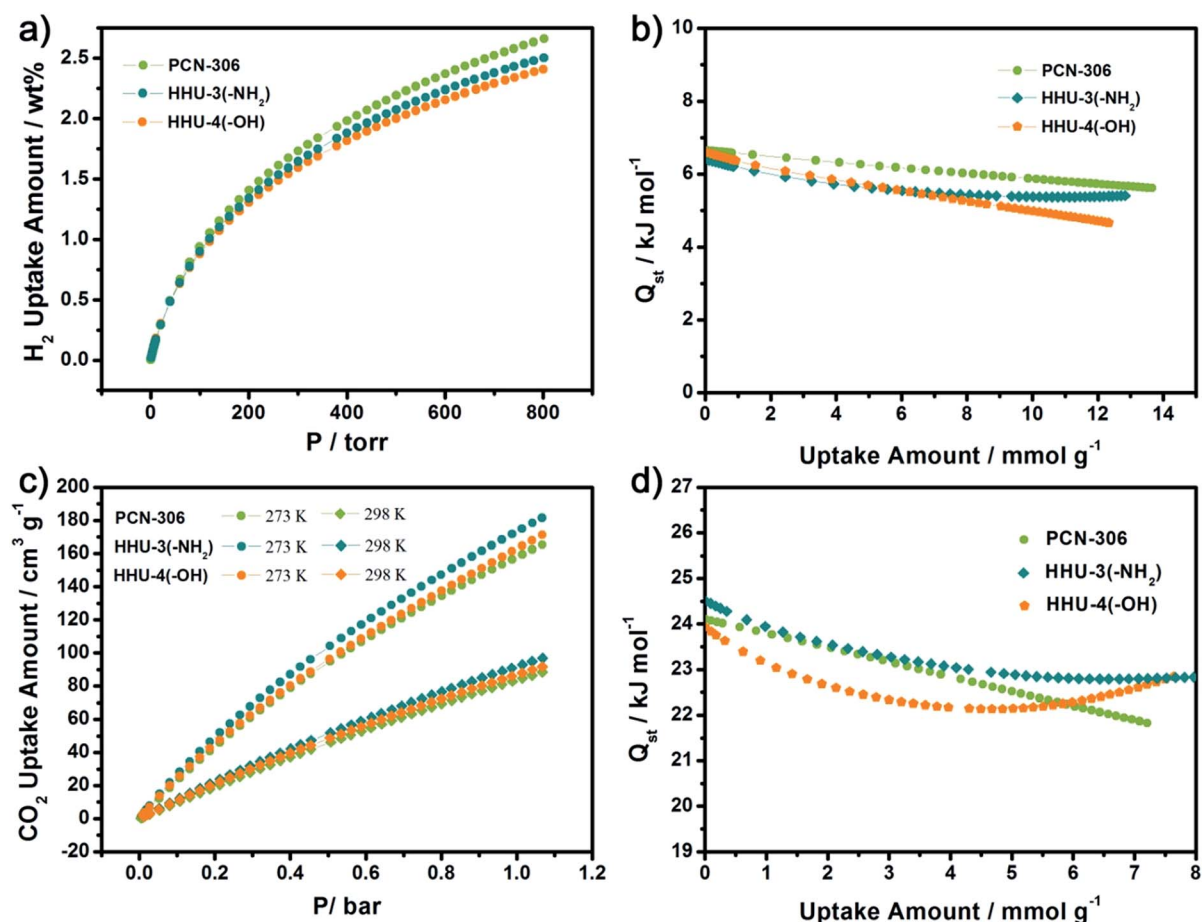 a)
H₂ Uptake Amount / wt%
2.5
2.0
1.5
1.0
0.5
0.0
PCN-306
HHU-3(-NH₂)
HHU-4(-OH)
0 200 400 600 800
P / torr
b)
Qst / kJ mol⁻¹
10
8
6
4
2
0
PCN-306
HHU-3(-NH₂)
HHU-4(-OH)
0 2 4 6 8 10 12 14
Uptake Amount / mmol g⁻¹
c)
CO₂ Uptake Amount / cm³ g⁻¹
200
180
160
140
120
100
80
60
40
20
0
-20
PCN-306 273 K 298 K
HHU-3(-NH₂) 273 K 298 K
HHU-4(-OH) 273 K 298 K
0.0 0.2 0.4 0.6 0.8 1.0 1.2
P/ bar
d)
Qst / kJ mol⁻¹
27
26
25
24
23
22
21
20
19
PCN-306
HHU-3(-NH₂)
HHU-4(-OH)
0 1 2 3 4 5 6 7 8
Uptake Amount / mmol g⁻¹